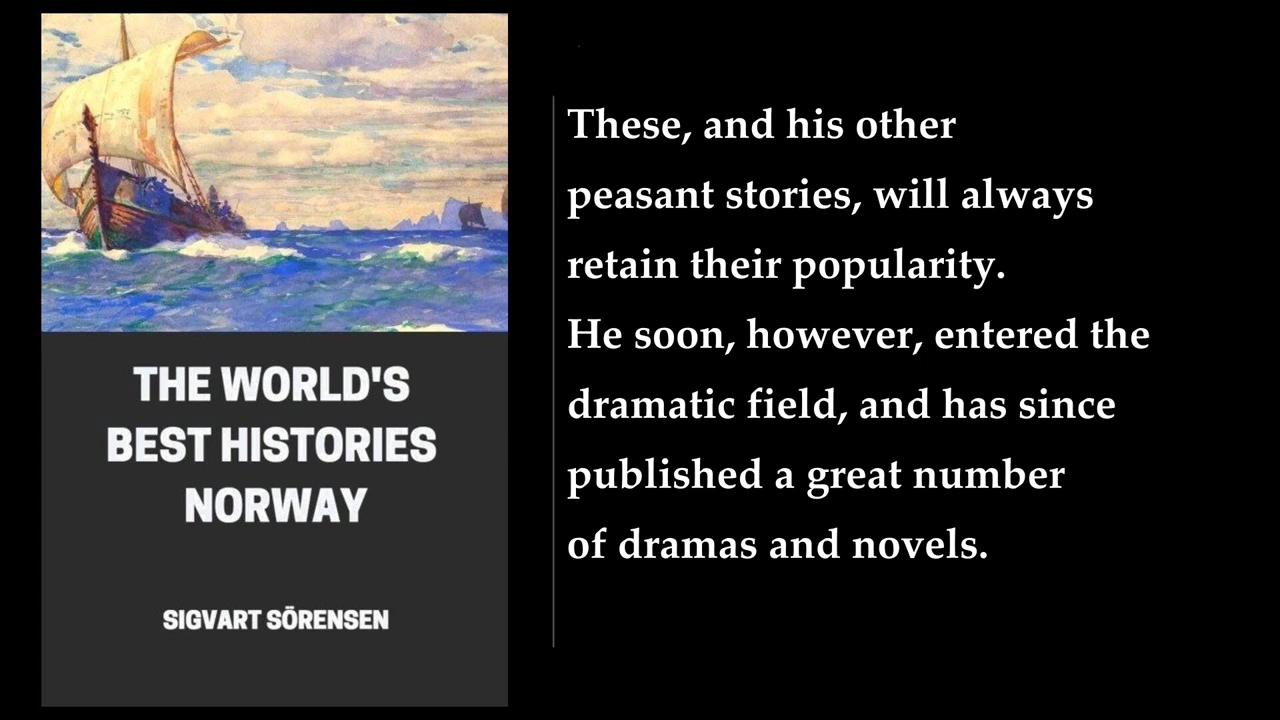 THE WORLD'S
BEST HISTORIES
NORWAY
SIGVART SÖRENSEN
These, and his other
peasant stories, will always
retain their popularity.
He soon, however, entered the
dramatic field, and has since
published a great number
of dramas and novels.